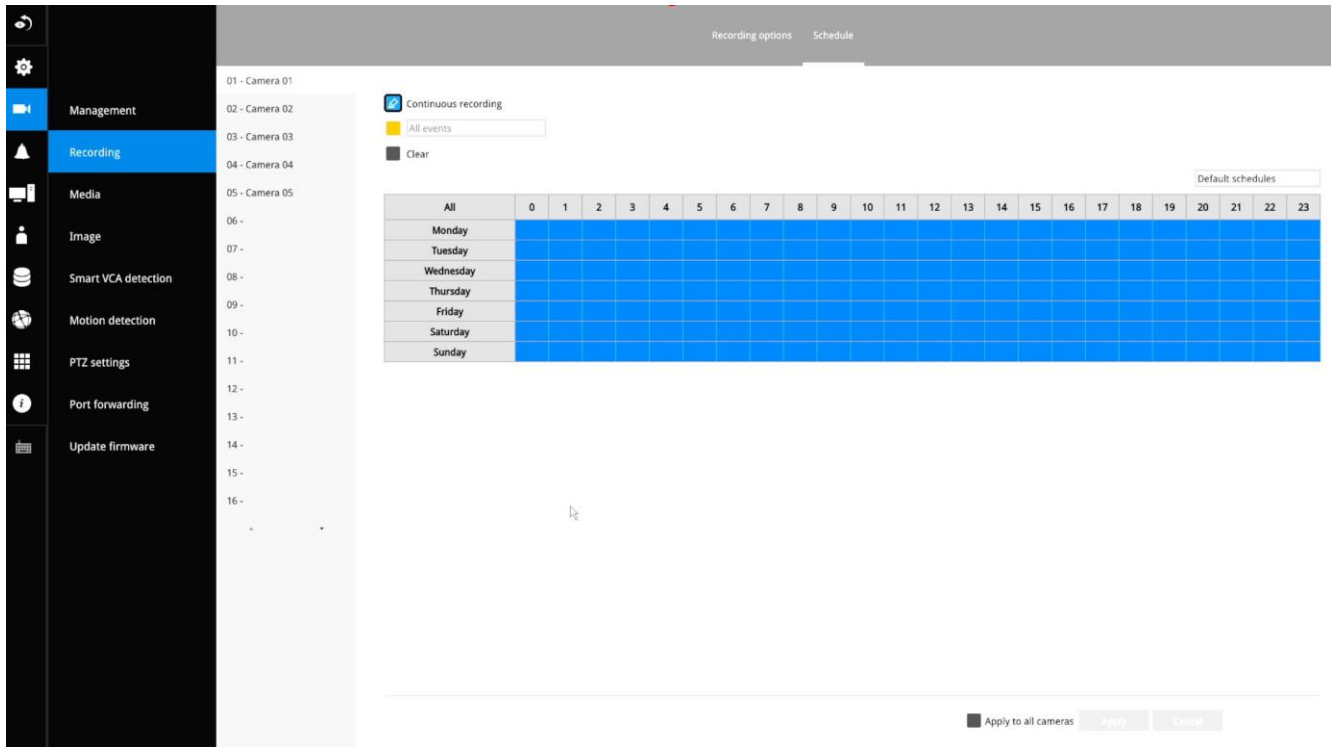 Recording options Schedule
Management
Recording
Media
Image
Smart VCA detection
Motion detection
PTZ settings
Port forwarding
Update firmware
01 - Camera 01
02 - Camera 02
03 - Camera 03
04 - Camera 04
05 - Camera 05
06 -
07 -
08 -
09 -
10 -
11 -
12 -
13 -
14 -
15 -
16 -
Continuous recording
All events
Clear
Default schedules
All 0 1 2 3 4 5 6 7 8 9 10 11 12 13 14 15 16 17 18 19 20 21 22 23
Monday
Tuesday
Wednesday
Thursday
Friday
Saturday
Sunday
Apply to all cameras Apply Cancel